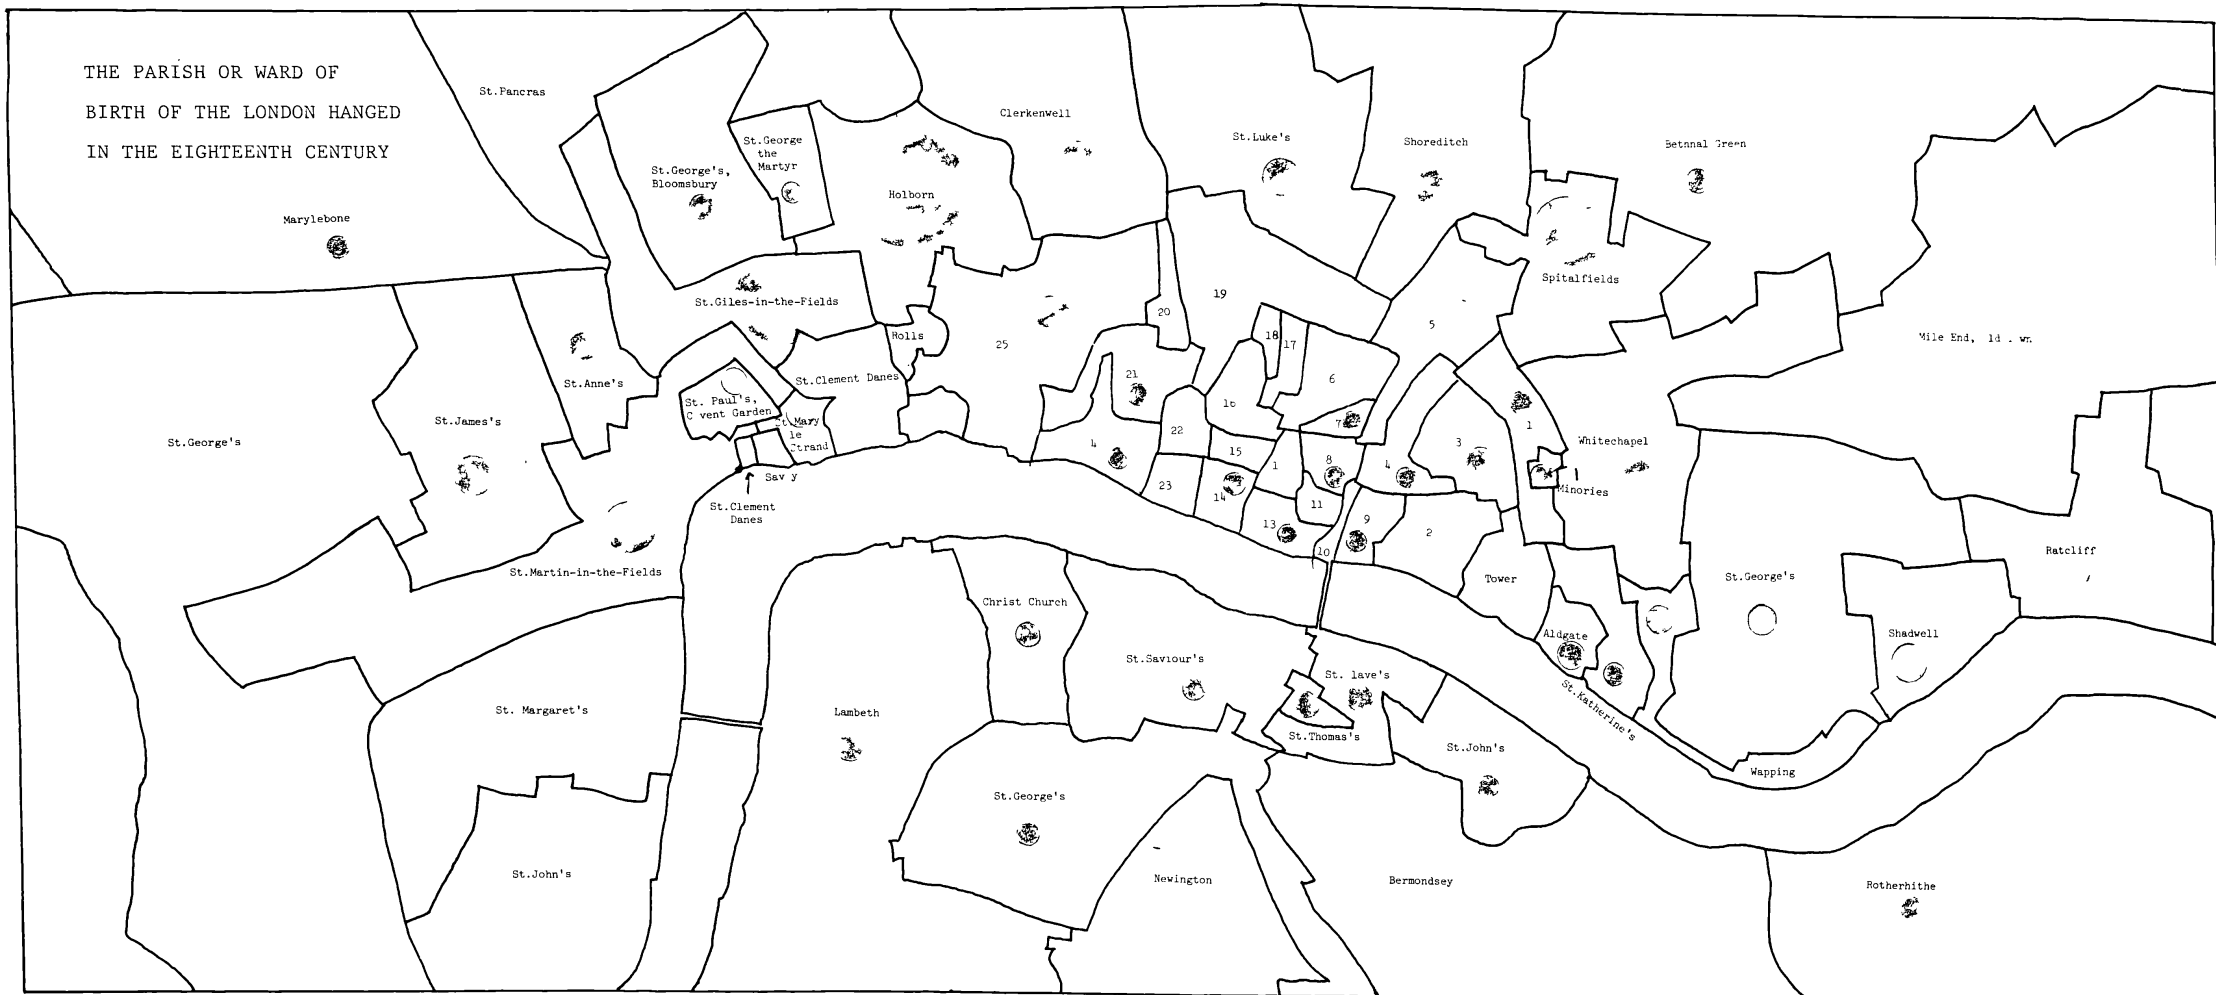 THE PARISH OR WARD OF
BIRTH OF THE LONDON HANGED
IN THE EIGHTEENTH CENTURY
St.Pancras
Clerkenwell
St.Luke's
Shoreditch
Green
St.George
the
Martyr
St.George's,
Bloomsbury
Holborn
Marylebone
Spitalfields
St.Giles-in-the-Fields
19
20
18
17
5
Rolls
25
Mile End,
St.Anne's
St.Clement Danes
21
6
16
St. Paul's,
C vent Garden
St.James's
St.George's
Mary
le
Strand
7
22
4
15
1
8
4
3
1
Whitechapel
Sav y
23
14
11
Minories
St.Clement
Danes
13
9
10
2
Ratcliff
St.Martin-in-the-Fields
Tower
St.George's
Christ Church
Aldgate
Shadwell
St.Saviour's
St. lave's
St.Katherine's
St. Margaret's
Lambeth
St.Thomas's
St.John's
Wapping
St.George's
St.John's
Newington
Bermondsey
Rotherhithe